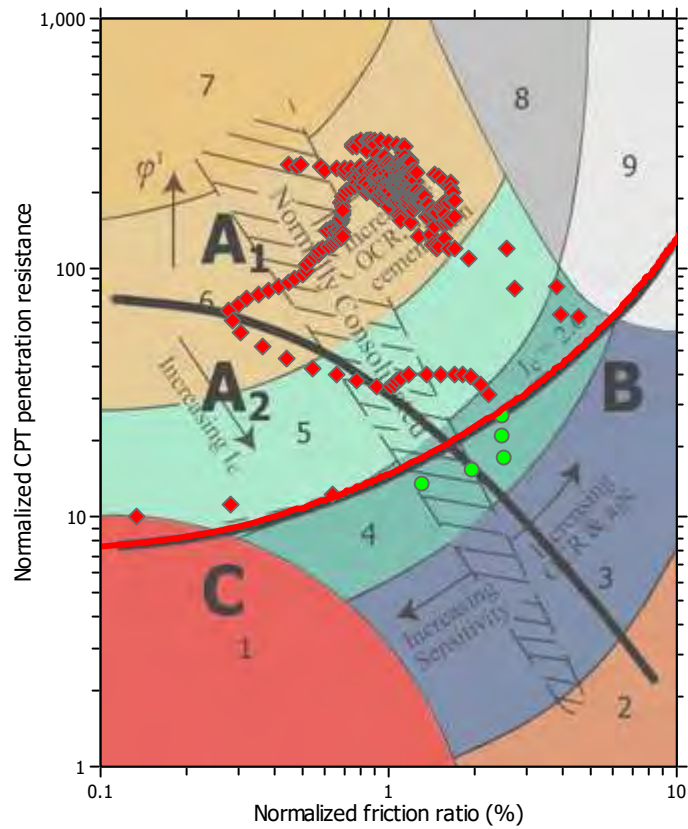 1,000
100
10
1
0.1
1
10
Normalized CPT penetration resistance
Normalized friction ratio (%)
7
8
9
φ'
A1
6
A2
Increasing Ic
5
B
4
C
1
3
2
Normally Consolidated
Increasing
OCR
cement
Ic = 2.6
Increasing
OCR & age
Increasing
Sensitivity